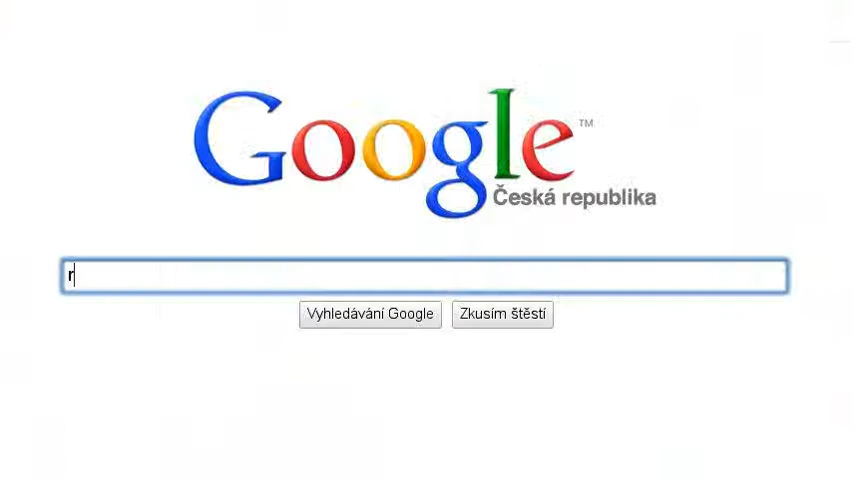 Google™
Česká republika
r
Vyhledávání Google
Zkusím štěstí